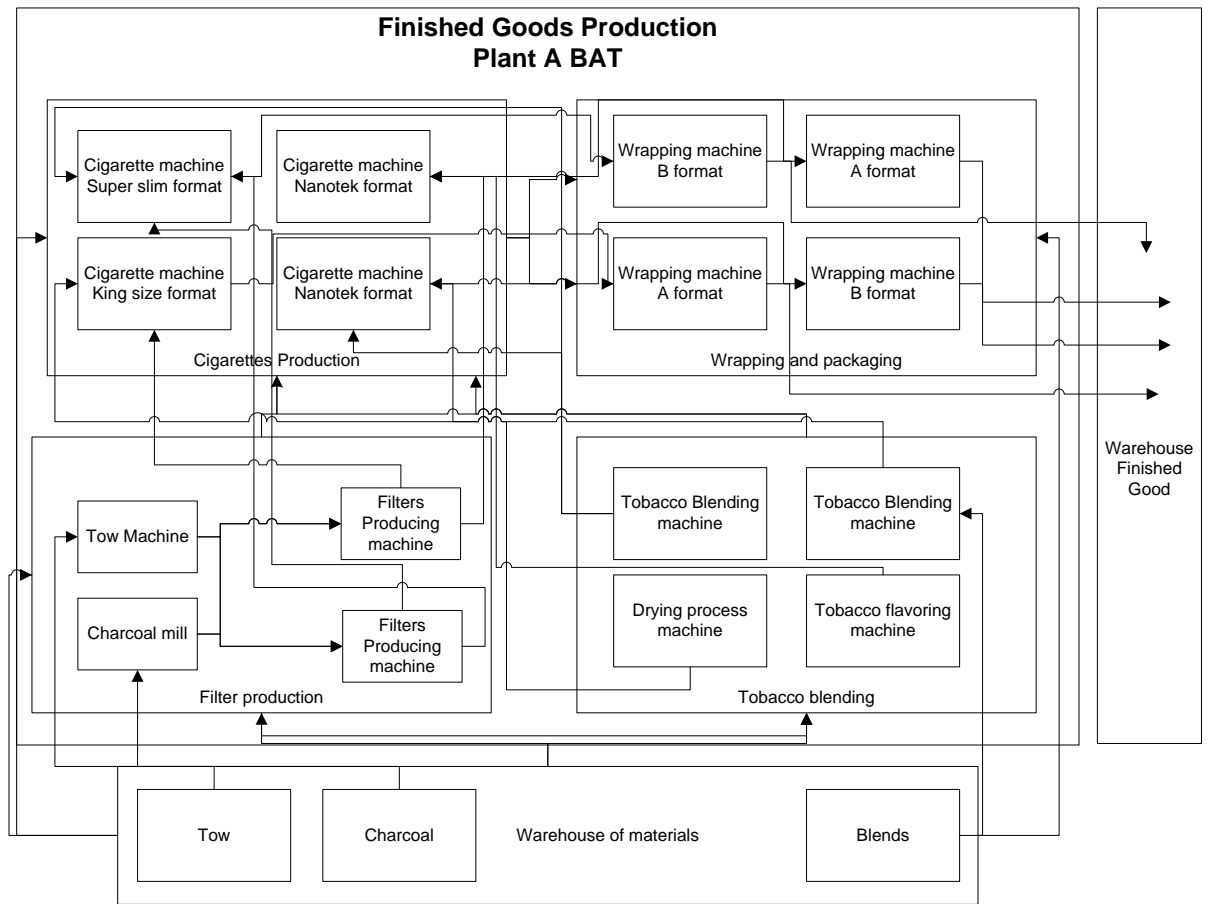 Finished Goods Production
Plant A BAT
Cigarette machine
Super slim format
Cigarette machine
Nanotek format
Wrapping machine
B format
Wrapping machine
A format
Cigarette machine
King size format
Cigarette machine
Nanotek format
Wrapping machine
A format
Wrapping machine
B format
Cigarettes Production
Wrapping and packaging
Warehouse
Finished
Good
Tow Machine
Filters
Producing
machine
Tobacco Blending
machine
Tobacco Blending
machine
Charcoal mill
Filters
Producing
machine
Drying process
machine
Tobacco flavoring
machine
Filter production
Tobacco blending
Tow
Charcoal
Warehouse of materials
Blends